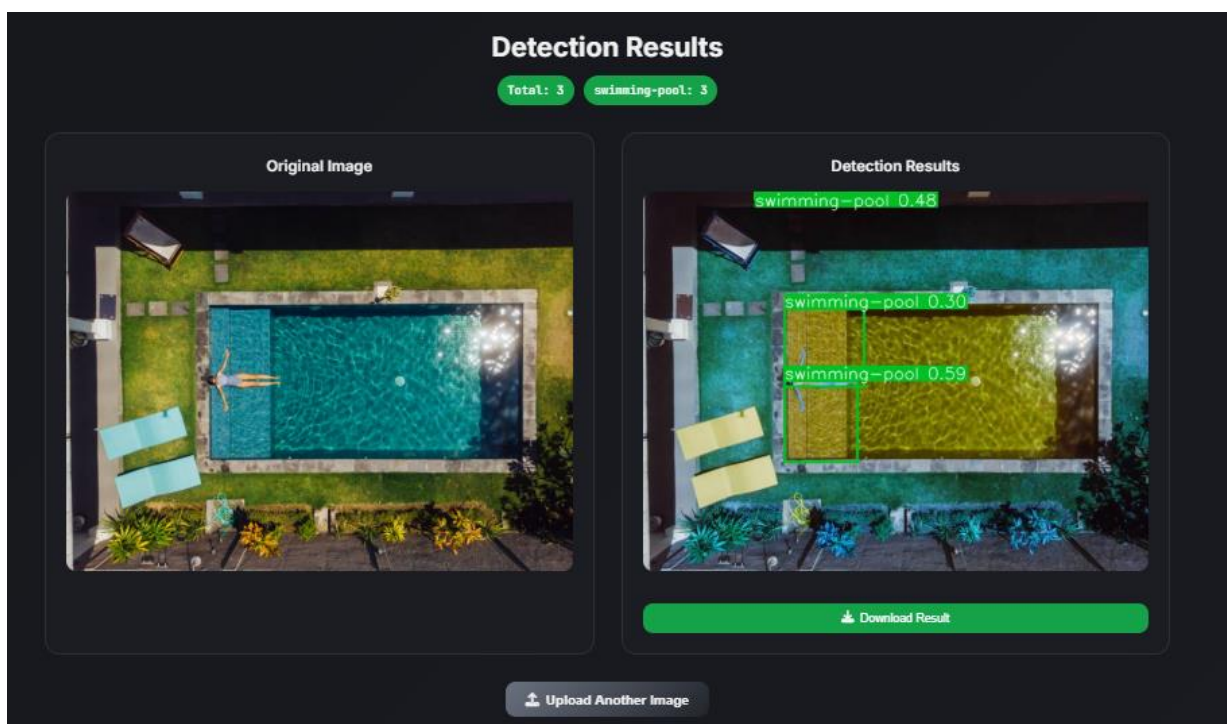 Detection Results
Total: 3 swimming-pool: 3
Original Image
Detection Results
swimming-pool 0.48
swimming-pool 0.30
swimming-pool 0.59
Download Result
Upload Another Image